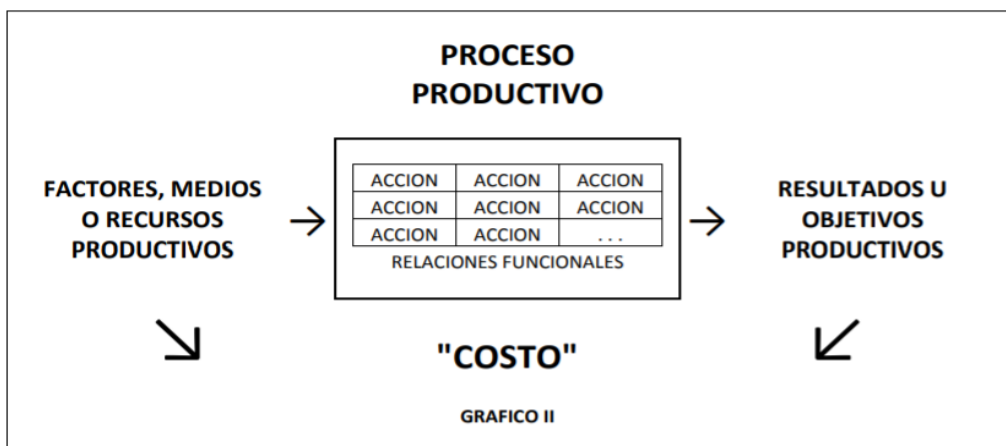 PROCESO
PRODUCTIVO
FACTORES, MEDIOS
O RECURSOS
PRODUCTIVOS
ACCION ACCION ACCION
ACCION ACCION ACCION
ACCION ACCION . . .
RELACIONES FUNCIONALES
RESULTADOS U
OBJETIVOS
PRODUCTIVOS
"COSTO"
GRAFICO II